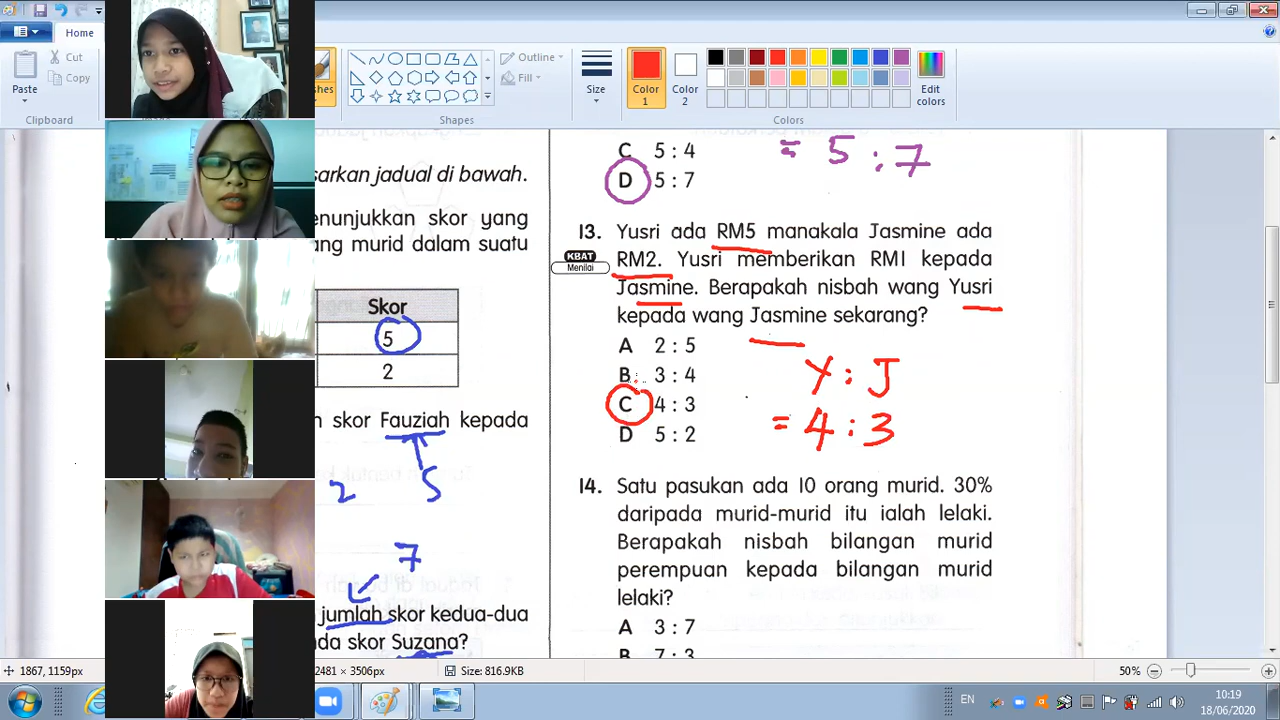 Home
Cut
Copy
Paste
Clipboard
shes
Outline
Fill
Shapes
Size
Color
1
Color
2
Edit
colors
Colors
sarkan jadual di bawah.
enunjukkan skor yang
ng murid dalam suatu
Skor
5
2
n skor Fauziah kepada
2 5
7
jumlah skor kedua-dua
da skor Suzana?
C 5 : 4
D 5 : 7
= 5 : 7
13. Yusri ada RM5 manakala Jasmine ada
KBAT
Menilai
RM2. Yusri memberikan RM1 kepada
Jasmine. Berapakah nisbah wang Yusri
kepada wang Jasmine sekarang?
A 2 : 5
B 3 : 4
C 4 : 3
D 5 : 2
Y : J
= 4 : 3
14. Satu pasukan ada 10 orang murid. 30%
daripada murid-murid itu ialah lelaki.
Berapakah nisbah bilangan murid
perempuan kepada bilangan murid
lelaki?
A 3 : 7
B 7 : 3
1867, 1159px
2481 × 3506px
Size: 816.9KB
50%
18/06/2020